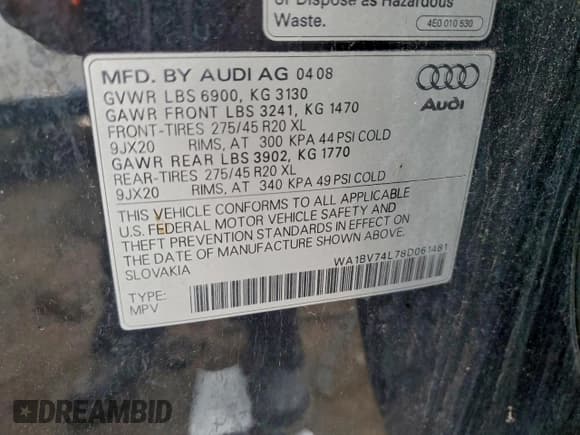 or Dispose as Hazardous
Waste.
4E0 010 530
MFD. BY AUDI AG 04 08
GVWR LBS 6900, KG 3130
GAWR FRONT LBS 3241, KG 1470
FRONT-TIRES 275/45 R20 XL
9JX20 RIMS, AT 300 KPA 44 PSI COLD
GAWR REAR LBS 3902, KG 1770
REAR-TIRES 275/45 R20 XL
9JX20 RIMS, AT 340 KPA 49 PSI COLD
Audi
THIS VEHICLE CONFORMS TO ALL APPLICABLE
U.S. FEDERAL MOTOR VEHICLE SAFETY AND
THEFT PREVENTION STANDARDS IN EFFECT ON
THE DATE OF MANUFACTURE SHOWN ABOVE.
SLOVAKIA
WA1BV74L78D061481
TYPE:
MPV
DREAMBID